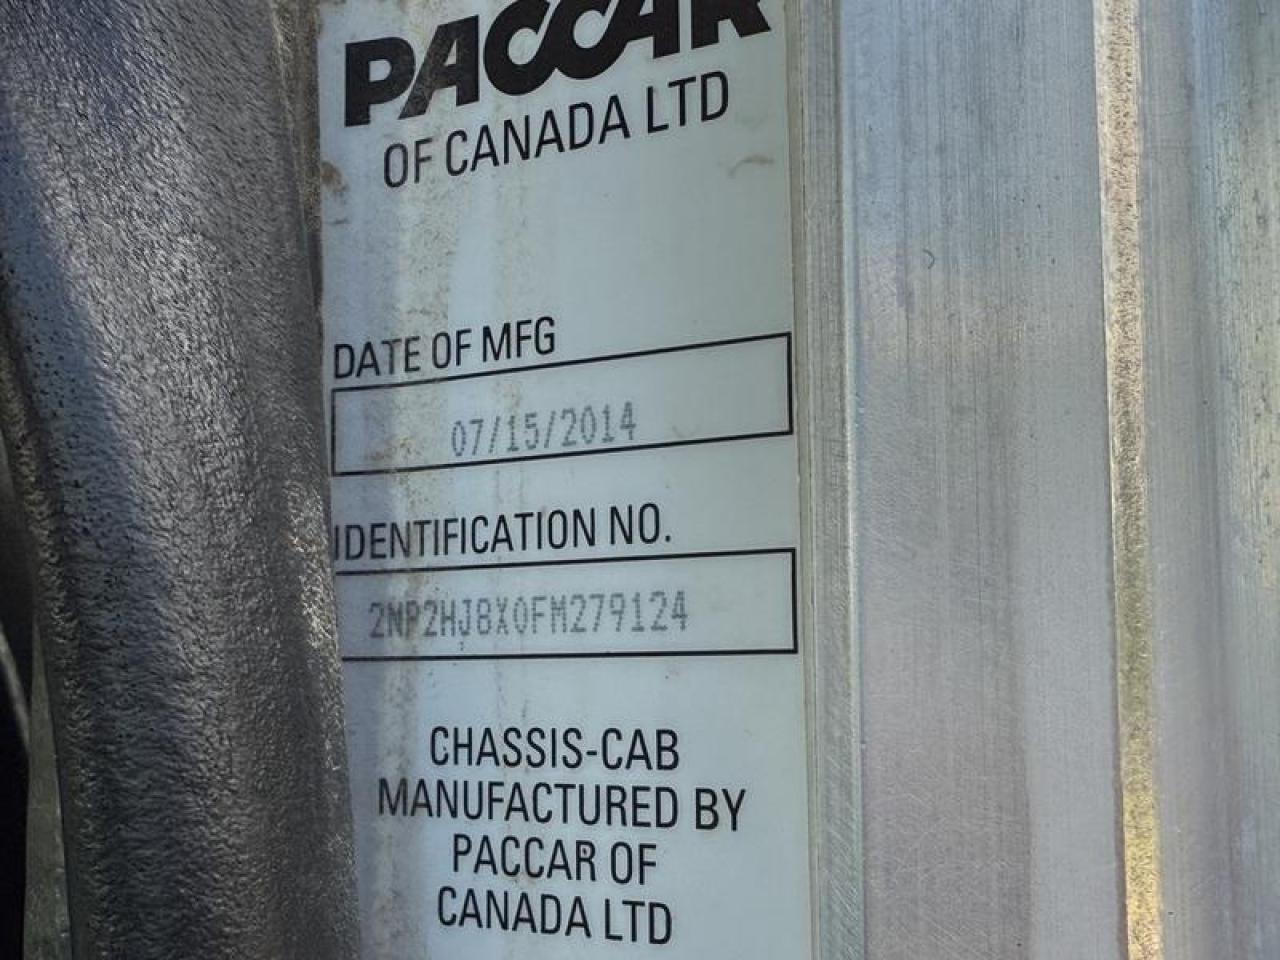 PACCAR
OF CANADA LTD
DATE OF MFG
07/15/2014
IDENTIFICATION NO.
2NP2HJ8X0FM279124
CHASSIS-CAB
MANUFACTURED BY
PACCAR OF
CANADA LTD